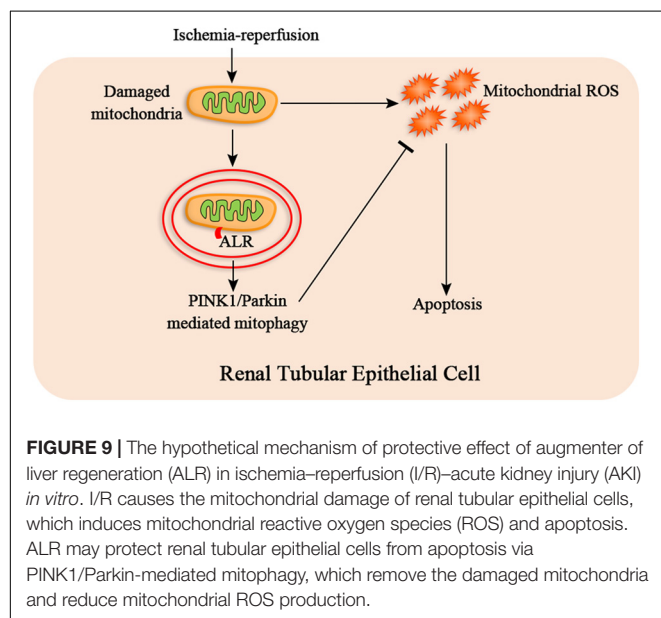 Ischemia-reperfusion
Damaged
mitochondria
Mitochondrial ROS
ALR
PINK1/Parkin
mediated mitophagy
Apoptosis
Renal Tubular Epithelial Cell
FIGURE 9 | The hypothetical mechanism of protective effect of augmenter of
liver regeneration (ALR) in ischemia–reperfusion (I/R)–acute kidney injury (AKI)
in vitro. I/R causes the mitochondrial damage of renal tubular epithelial cells,
which induces mitochondrial reactive oxygen species (ROS) and apoptosis.
ALR may protect renal tubular epithelial cells from apoptosis via
PINK1/Parkin-mediated mitophagy, which remove the damaged mitochondria
and reduce mitochondrial ROS production.